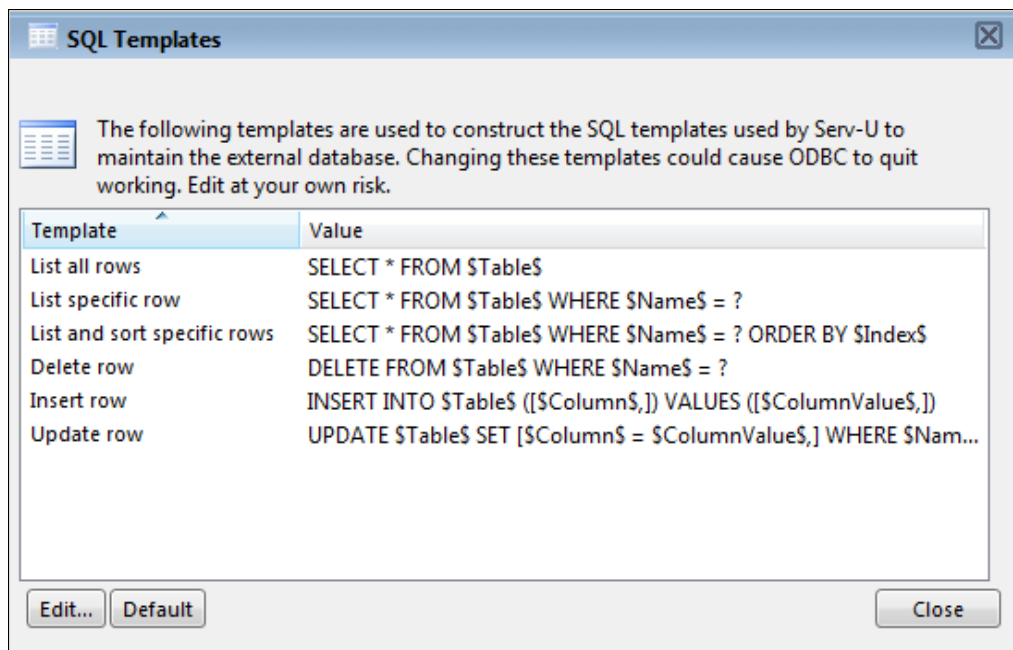 SQL Templates
The following templates are used to construct the SQL templates used by Serv-U to
maintain the external database. Changing these templates could cause ODBC to quit
working. Edit at your own risk.
Template Value
List all rows SELECT * FROM $Table$
List specific row SELECT * FROM $Table$ WHERE $Name$ = ?
List and sort specific rows SELECT * FROM $Table$ WHERE $Name$ = ? ORDER BY $Index$
Delete row DELETE FROM $Table$ WHERE $Name$ = ?
Insert row INSERT INTO $Table$ ([$Column$,]) VALUES ([$ColumnValue$,])
Update row UPDATE $Table$ SET [$Column$ = $ColumnValue$,] WHERE $Nam...
Edit... Default Close